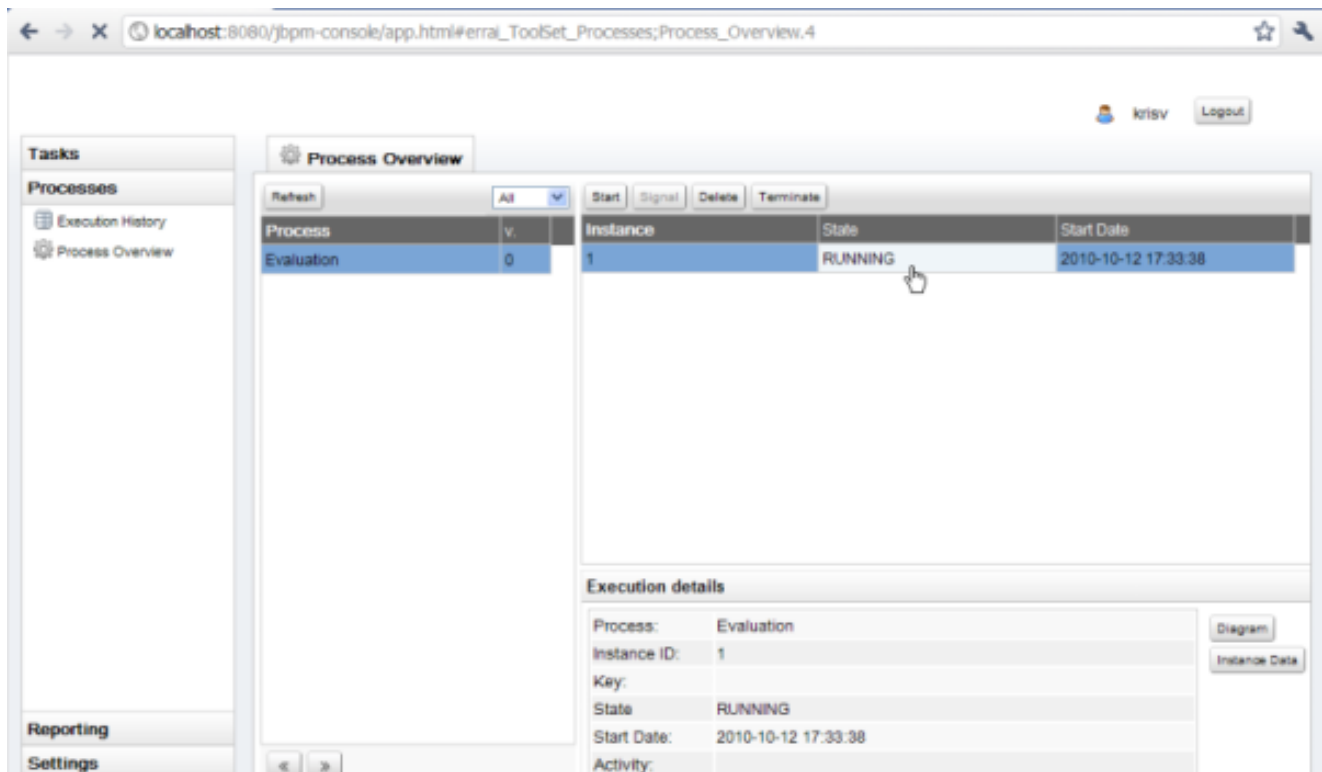 localhost:8080/jbpm-console/app.html#errai_ToolSet_Processes;Process_Overview.4
krisv Logout
Tasks
Processes
Execution History
Process Overview
Reporting
Settings
Process Overview
Refresh All
Process v.
Evaluation 0
« »
Start Signal Delete Terminate
Instance State Start Date
1 RUNNING 2010-10-12 17:33:38
Execution details
Process: Evaluation
Instance ID: 1
Key:
State RUNNING
Start Date: 2010-10-12 17:33:38
Activity:
Diagram
Instance Data